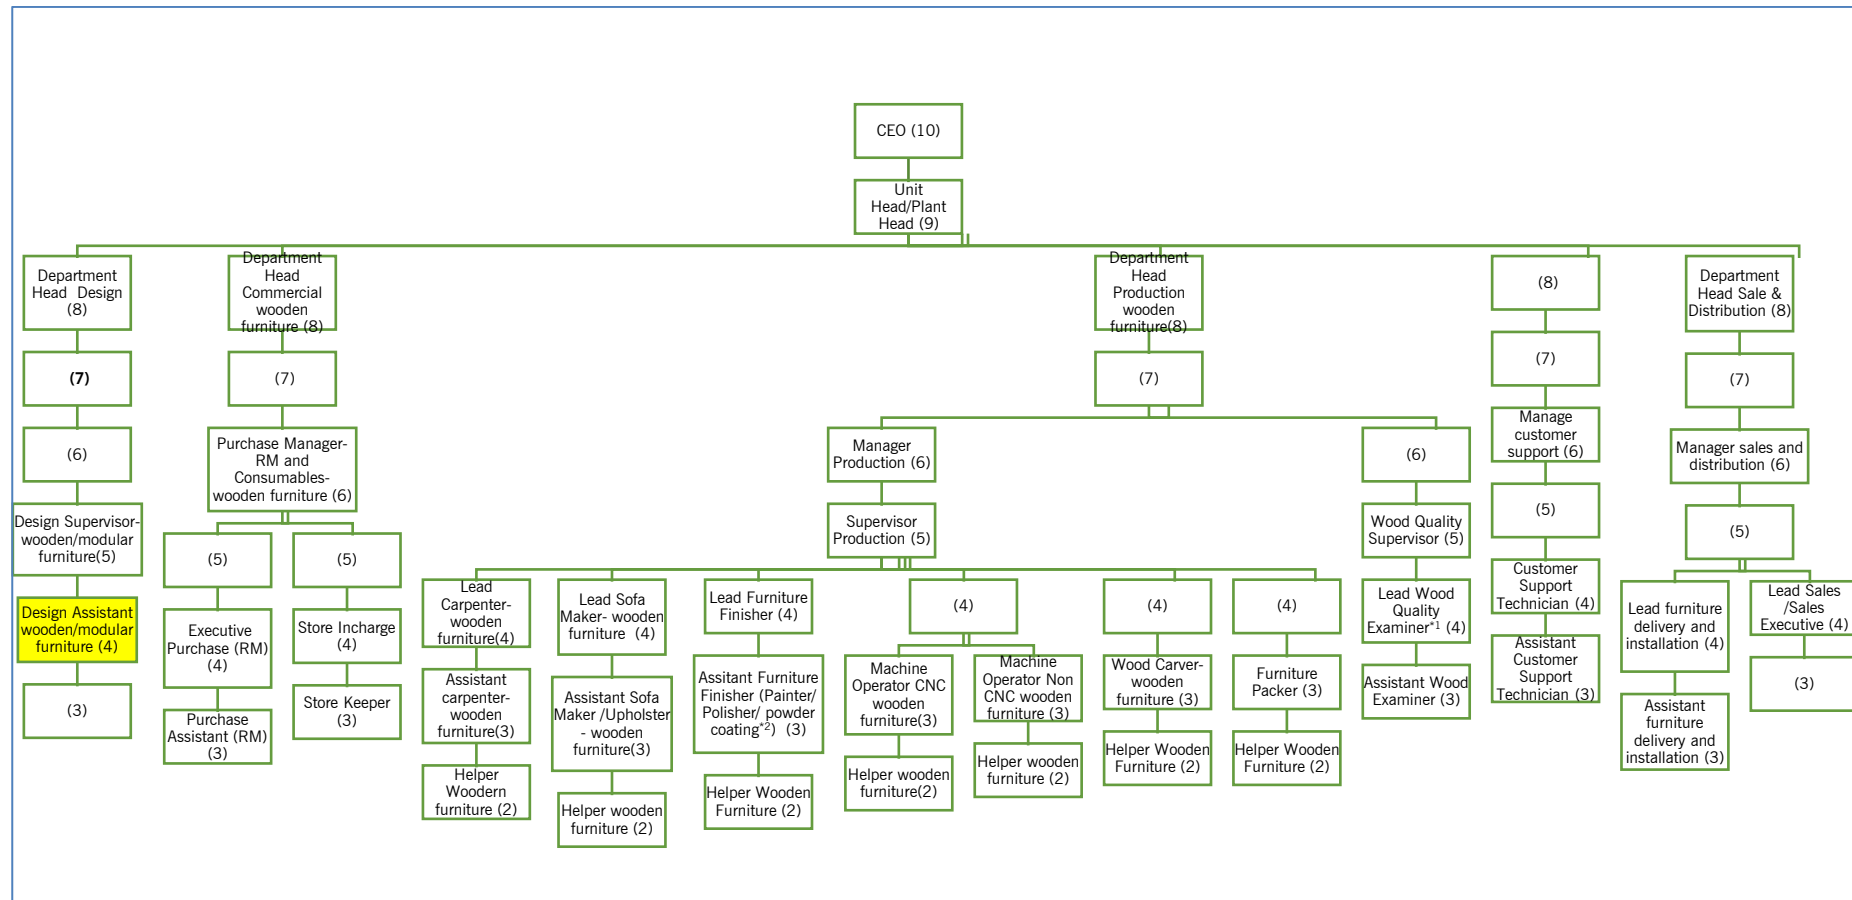 CEO (10)
Unit
Head/Plant
Head (9)
Department
Head Design
(8)
Department
Head
Commercial
wooden
furniture (8)
Department
Head
Production
wooden
furniture(8)
(8)
Department
Head Sale &
Distribution (8)
(7)
(7)
(7)
(7)
(7)
(6)
Purchase Manager-
RM and
Consumables-
wooden furniture (6)
Manager
Production (6)
(6)
Manage
customer
support (6)
Manager sales and
distribution (6)
Design Supervisor-
wooden/modular
furniture(5)
(5)
(5)
Supervisor
Production (5)
Wood Quality
Supervisor (5)
(5)
(5)
Design Assistant
wooden/modular
furniture (4)
Executive
Purchase (RM)
(4)
Store Incharge
(4)
Lead
Carpenter-
wooden
furniture(4)
Lead Sofa
Maker- wooden
furniture (4)
Lead Furniture
Finisher (4)
(4)
(4)
(4)
Lead Wood
Quality
Examiner*1 (4)
Customer
Support
Technician (4)
Lead furniture
delivery and
installation (4)
Lead Sales
/Sales
Executive (4)
(3)
Purchase
Assistant (RM)
(3)
Store Keeper
(3)
Assistant
carpenter-
wooden
furniture(3)
Assistant Sofa
Maker /Upholster
- wooden
furniture(3)
Assitant Furniture
Finisher (Painter/
Polisher/ powder
coating*2) (3)
Machine
Operator CNC
wooden
furniture(3)
Machine
Operator Non
CNC wooden
furniture (3)
Wood Carver-
wooden
furniture (3)
Furniture
Packer (3)
Assistant Wood
Examiner (3)
Assistant
Customer
Support
Technician (3)
Assistant
furniture
delivery and
installation (3)
(3)
Helper
Woodern
furniture (2)
Helper wooden
furniture (2)
Helper Wooden
Furniture (2)
Helper wooden
furniture(2)
Helper wooden
furniture (2)
Helper Wooden
Furniture (2)
Helper Wooden
Furniture (2)